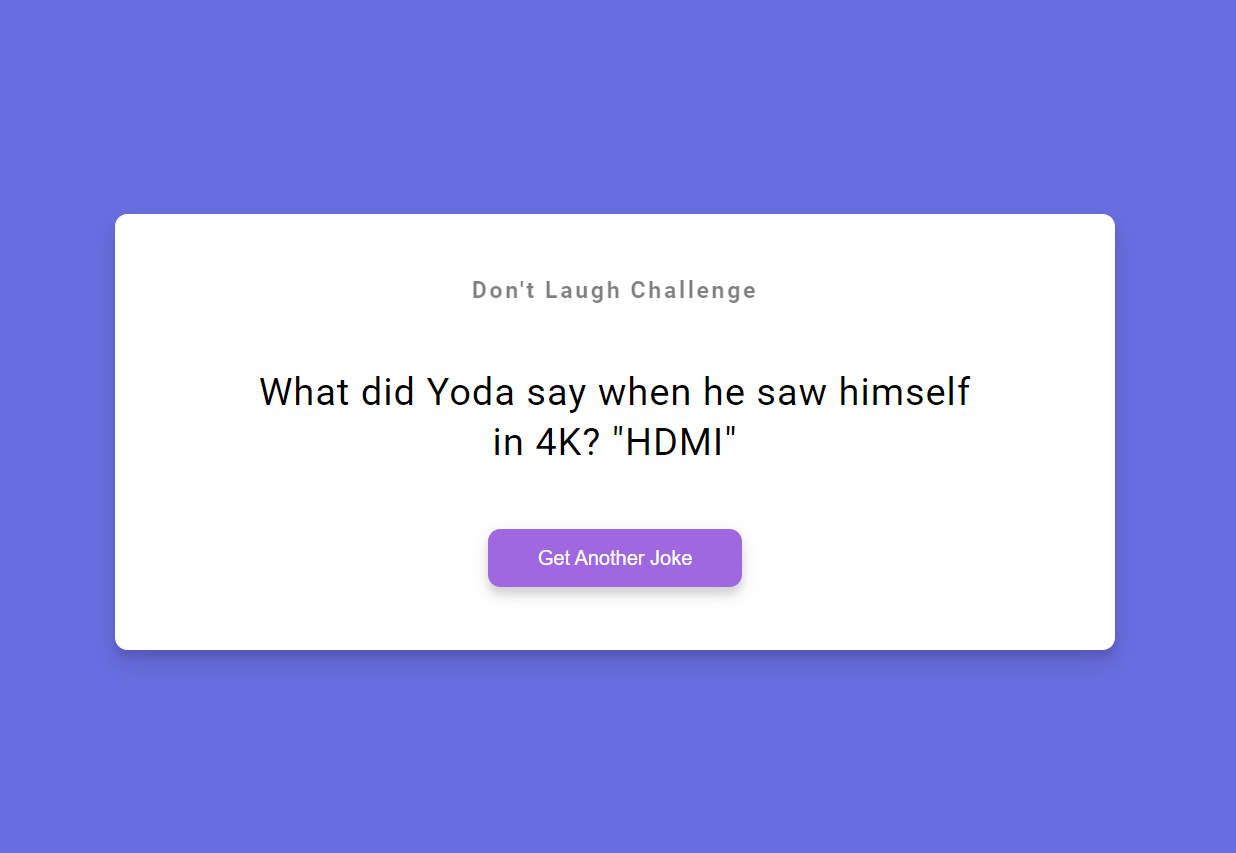 Don't Laugh Challenge
What did Yoda say when he saw himself
in 4K? "HDMI"
Get Another Joke